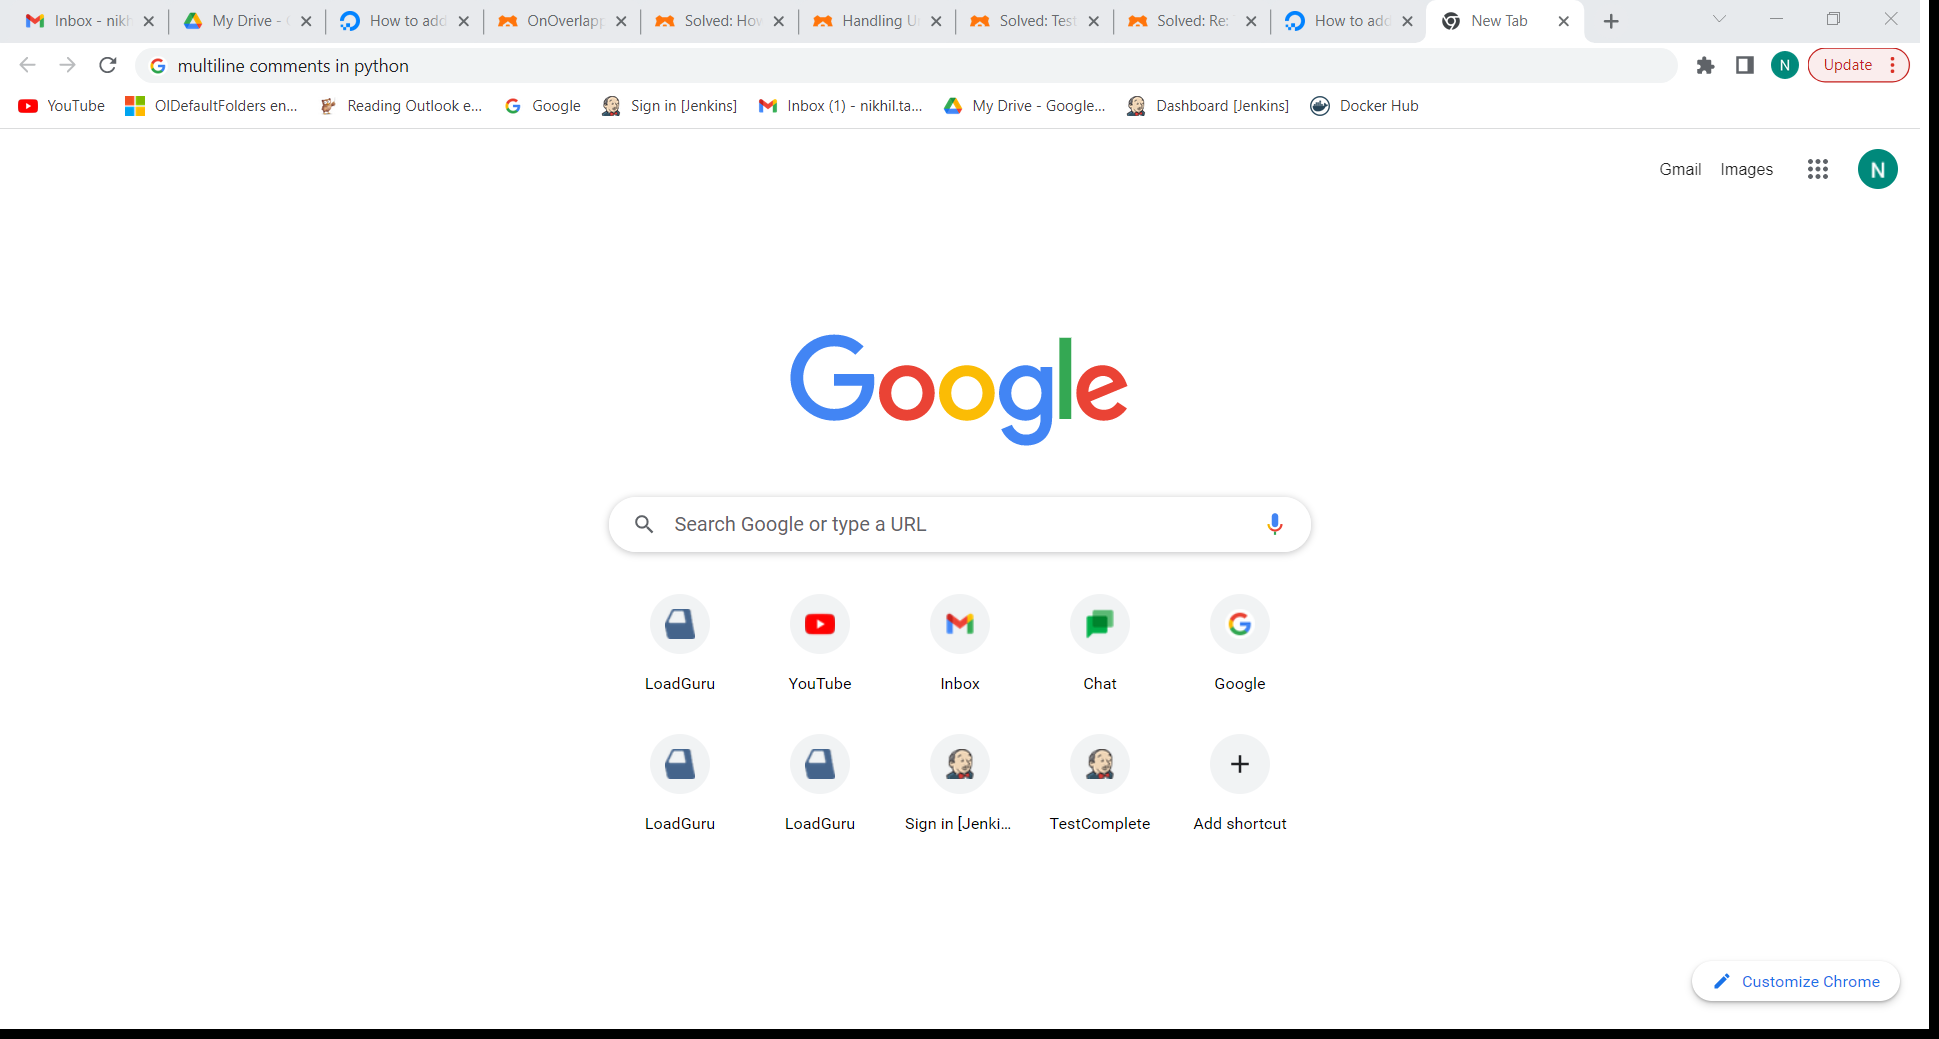 Inbox - nikh
My Drive - G
How to add
OnOverlapp
Solved: How
Handling U
Solved: Test
Solved: Re:
How to add
New Tab
multiline comments in python
N
Update
YouTube
OlDefaultFolders en...
Reading Outlook e...
Google
Sign in [Jenkins]
Inbox (1) - nikhil.ta...
My Drive - Google...
Dashboard [Jenkins]
Docker Hub
Gmail
Images
N
Google
Search Google or type a URL
LoadGuru
YouTube
Inbox
Chat
Google
LoadGuru
LoadGuru
Sign in [Jenki...
TestComplete
Add shortcut
Customize Chrome